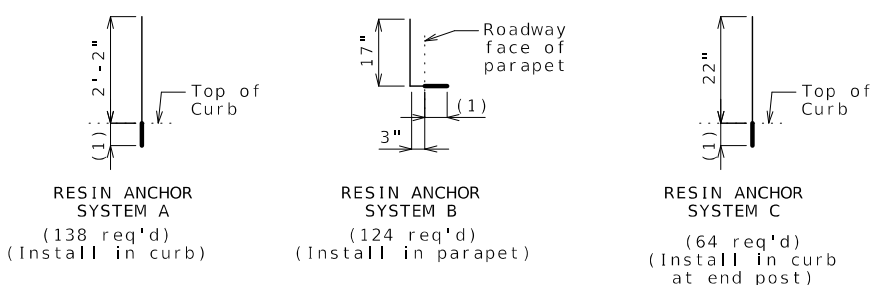 2'-2"
(1)
Top of
Curb
RESIN ANCHOR
SYSTEM A
(138 req'd)
(Install in curb)
17"
Roadway
face of
parapet
(1)
3"
RESIN ANCHOR
SYSTEM B
(124 req'd)
(Install in parapet)
22"
(1)
Top of
Curb
RESIN ANCHOR
SYSTEM C
(64 req'd)
(Install in curb
at end post)